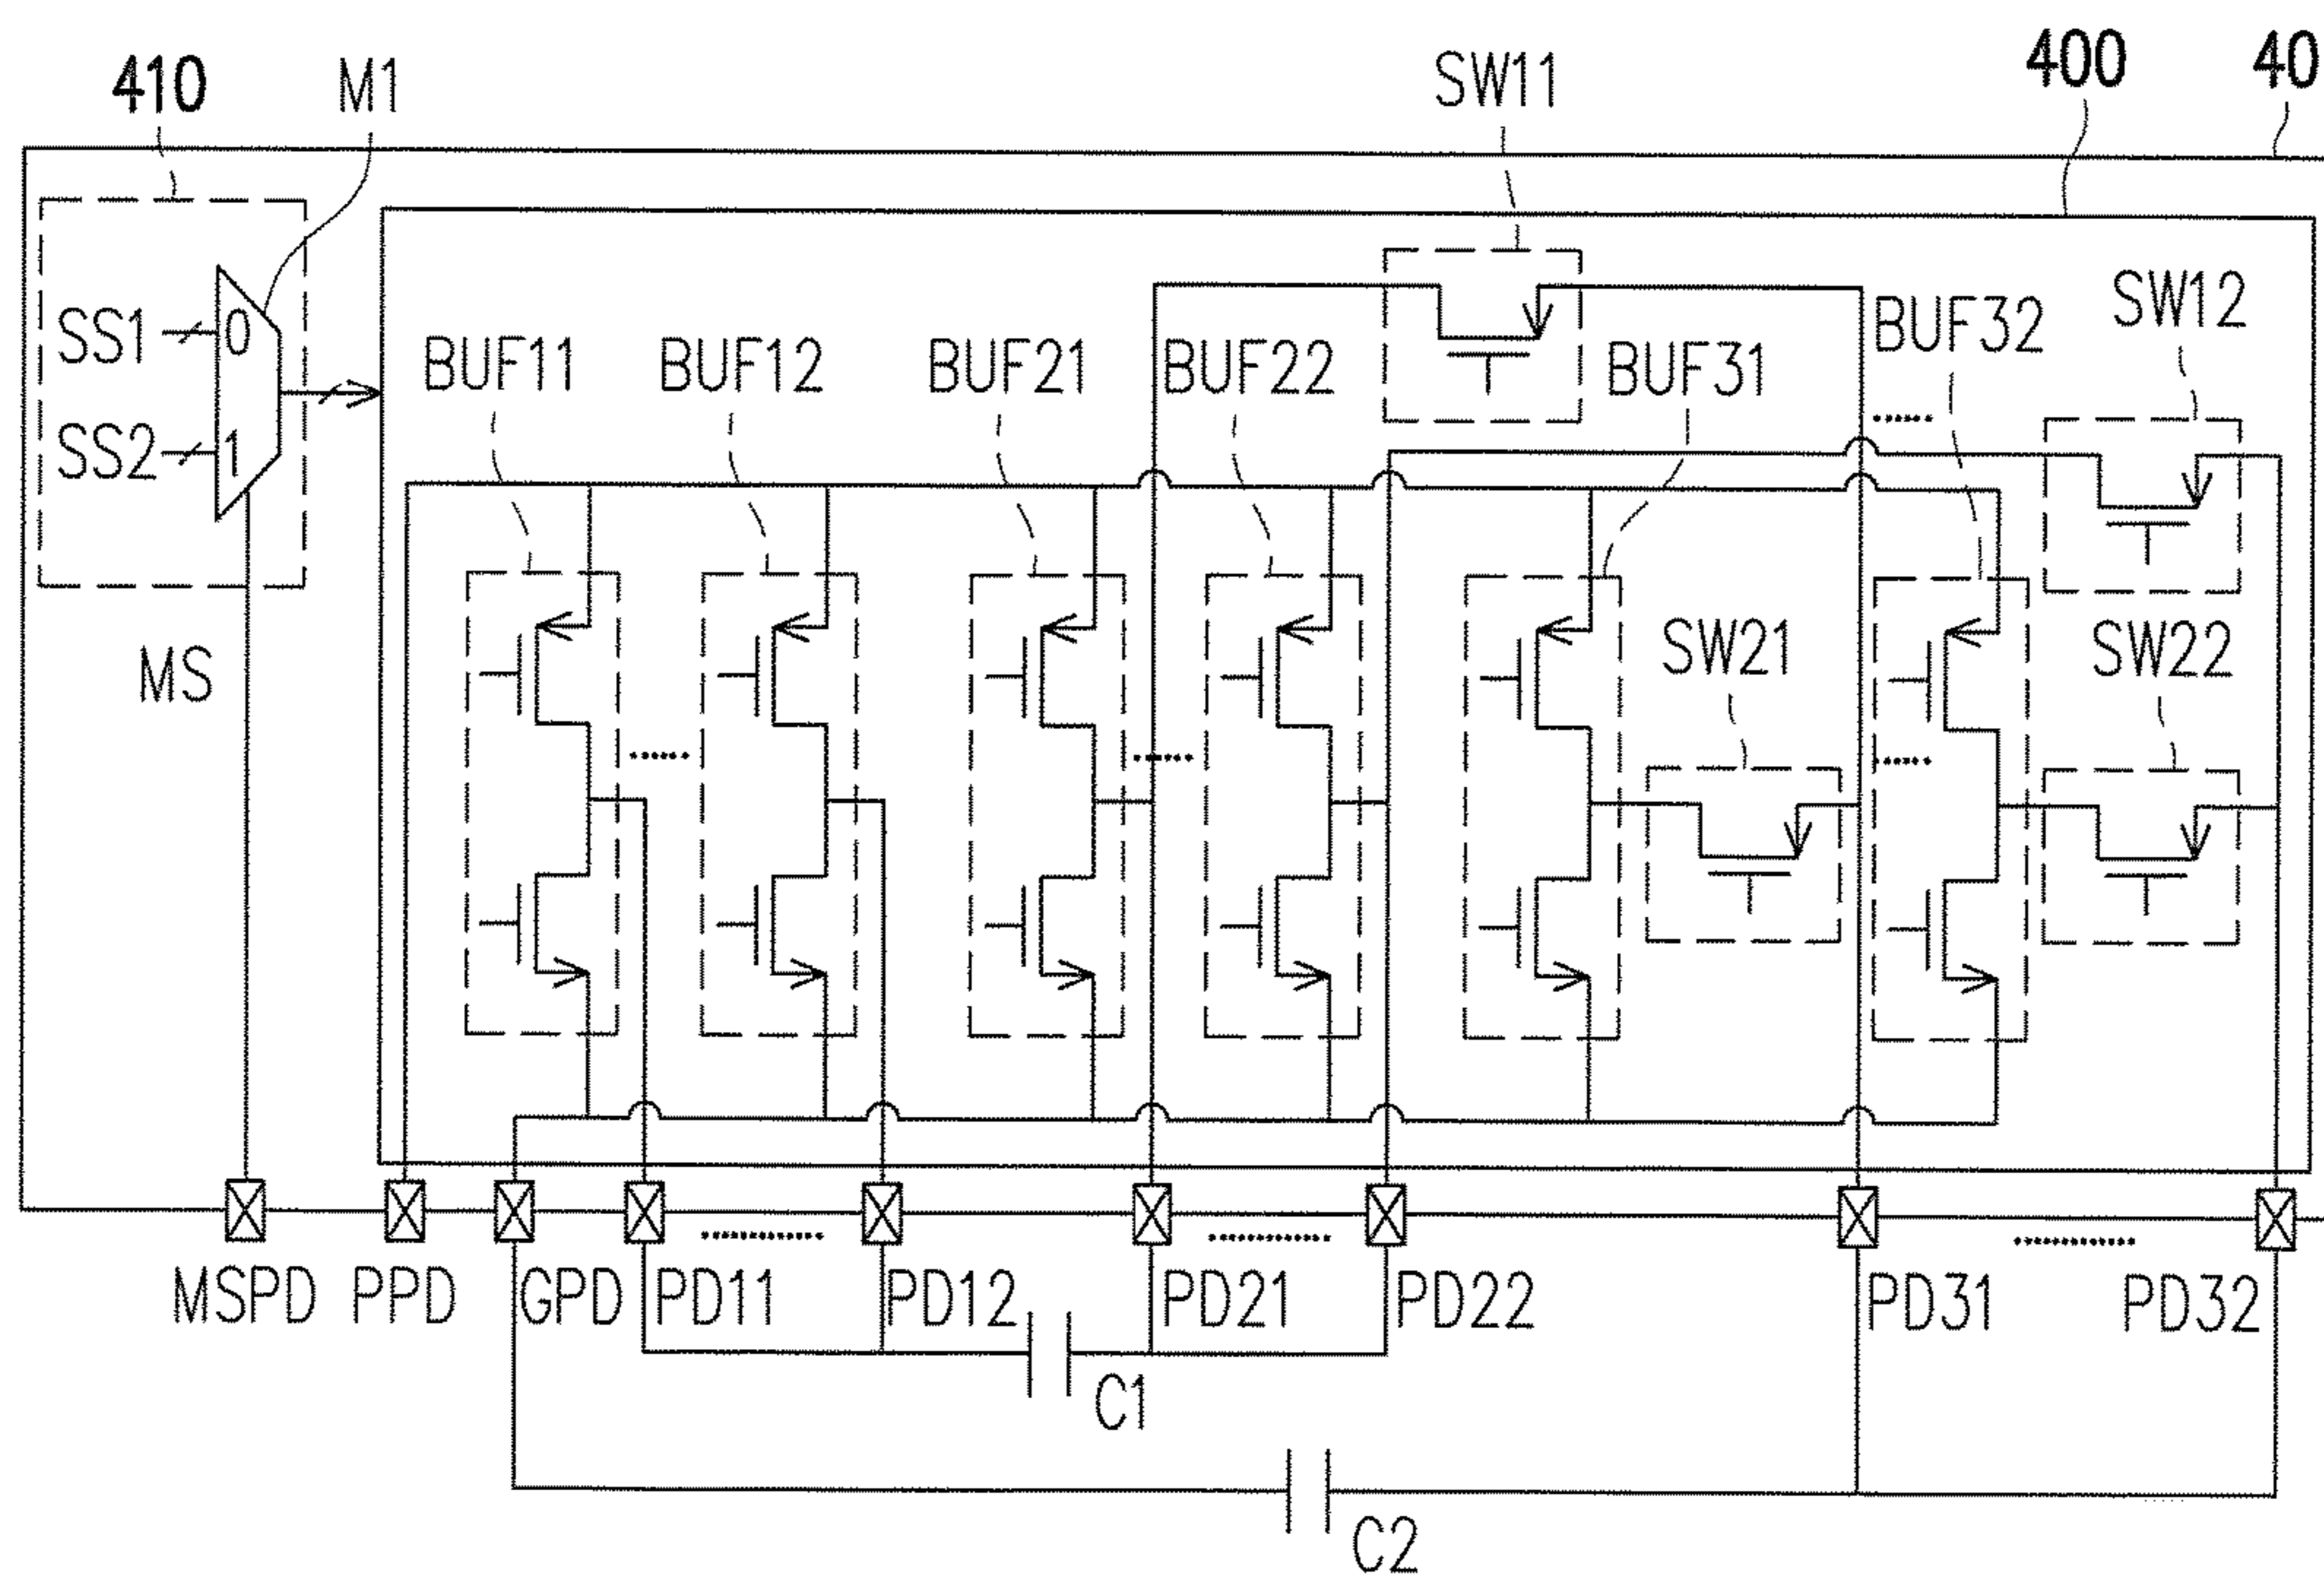 410
M1
SW11
400
40
SS1
0
SS2
1
BUF11
BUF12
BUF21
BUF22
BUF31
BUF32
SW12
MS
SW21
SW22
MSPD
PPD
GPD
PD11
PD12
PD21
PD22
PD31
PD32
C1
C2